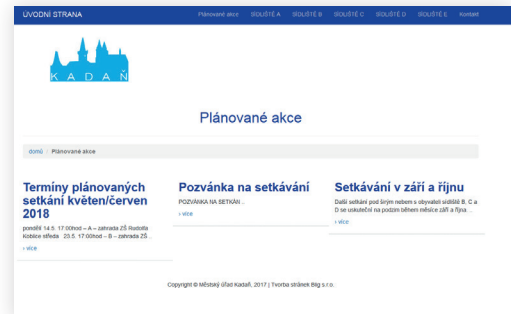 ÚVODNÍ STRANA
Plánované akce SÍDLIŠTĚ A SÍDLIŠTĚ B SÍDLIŠTĚ C SÍDLIŠTĚ D SÍDLIŠTĚ E Kontakt
KADAŇ
Plánované akce
domů / Plánované akce
Termíny plánovaných
setkání květen/červen
2018
pondělí 14.5. 17:00hod – A – zahrada ZŠ Rudolfa
Koblice středa 23.5. 17:00hod – B – zahrada ZŠ ...
› více
Pozvánka na setkávání
POZVÁNKA NA SETKÁN ...
› více
Setkávání v září a říjnu
Další setkání pod širým nebem s obyvateli sídliště B, C a
D se uskuteční na podzim během měsíce září a října. ...
› více
Copyright © Městský úřad Kadaň, 2017 | Tvorba stránek Blg s.r.o.